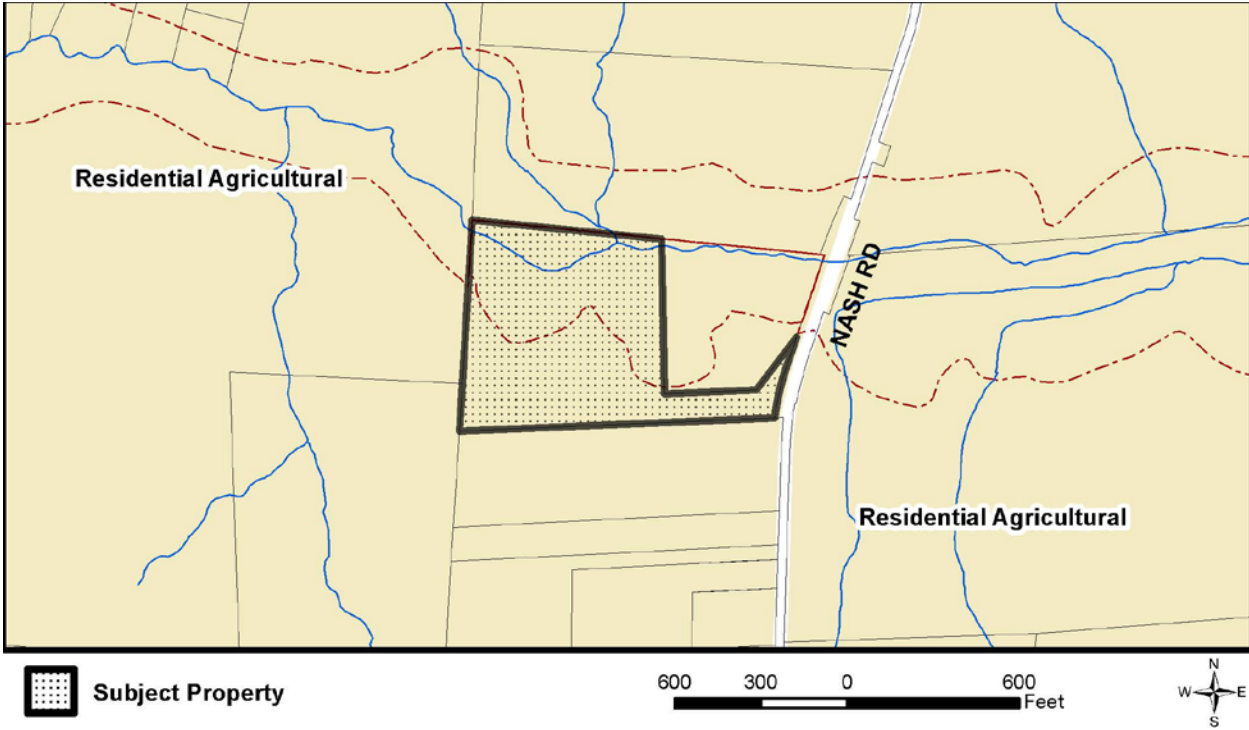 Residential Agricultural
NASH RD
Residential Agricultural
Subject Property
600 300 0 600
Feet
N
W E
S